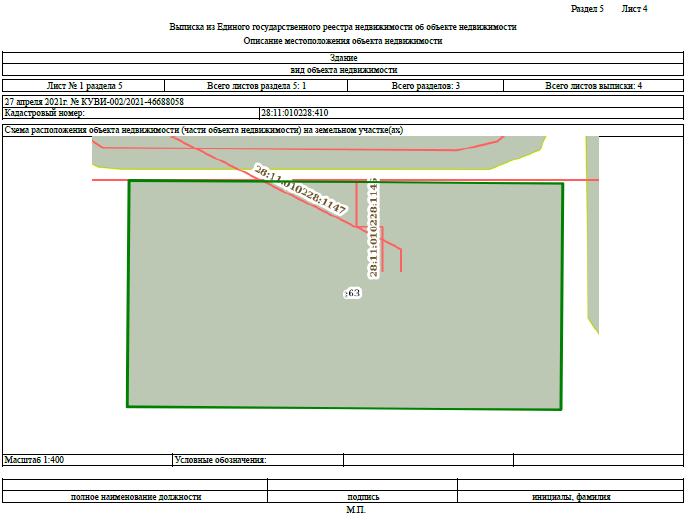 Раздел 5 Лист 4
Выписка из Единого государственного реестра недвижимости об объекте недвижимости
Описание местоположения объекта недвижимости
Здание
вид объекта недвижимости
Лист № 1 раздела 5 Всего листов раздела 5: 1 Всего разделов: 3 Всего листов выписки: 4
27 апреля 2021г. № КУВИ-002/2021-46688058
Кадастровый номер: 28:11:010228:410
Схема расположения объекта недвижимости (части объекта недвижимости) на земельном участке(ах)
28:11:010228:1147
28:11:010228:1145
:63
Масштаб 1:400 Условные обозначения:
полное наименование должности подпись инициалы, фамилия
М.П.